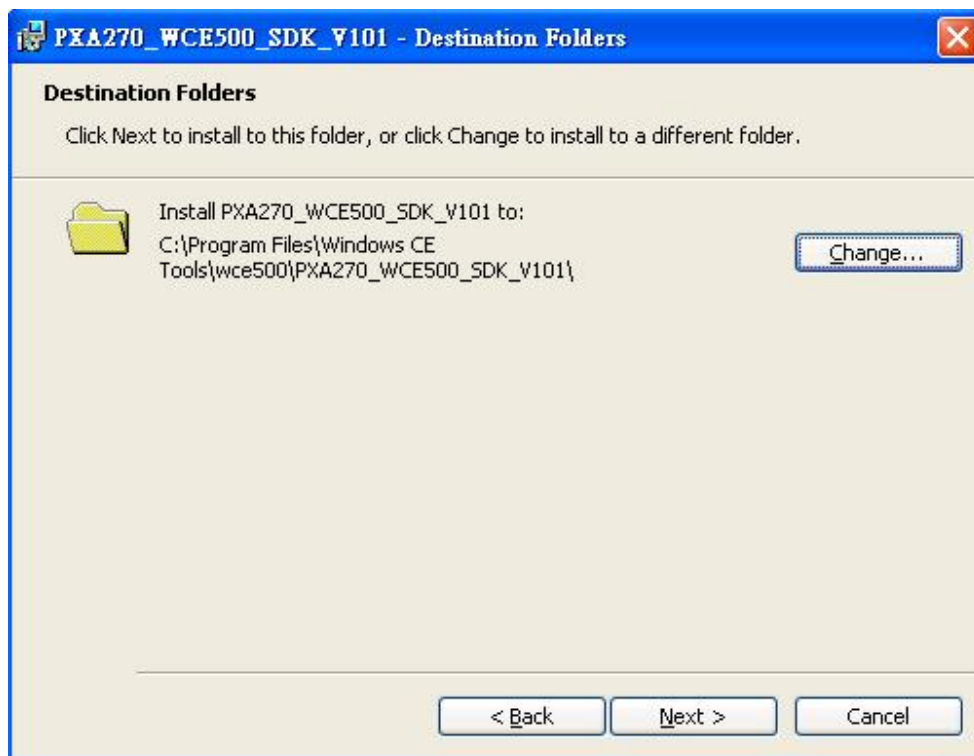 PXA270_WCE500_SDK_V101 - Destination Folders
Destination Folders
Click Next to install to this folder, or click Change to install to a different folder.
Install PXA270_WCE500_SDK_V101 to:
C:\Program Files\Windows CE
Tools\wce500\PXA270_WCE500_SDK_V101\
Change...
< Back
Next >
Cancel